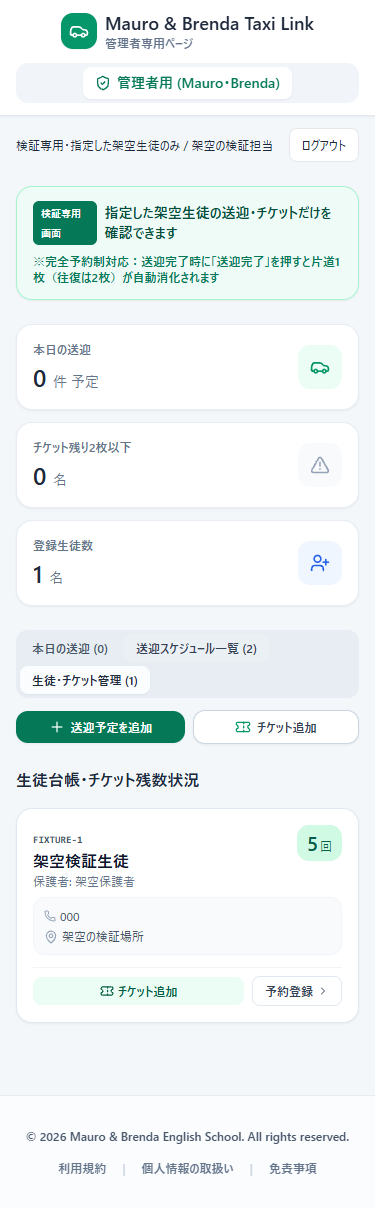 Mauro & Brenda Taxi Link
管理者専用ページ
管理者用 (Mauro・Brenda)
検証専用・指定した架空生徒のみ / 架空の検証担当
ログアウト
検証専用
画面
指定した架空生徒の送迎・チケットだけを
確認できます
※完全予約制対応：送迎完了時に「送迎完了」を押すと片道1
枚（往復は2枚）が自動消化されます
本日の送迎
0 件 予定
チケット残り2枚以下
0 名
登録生徒数
1 名
本日の送迎 (0)
送迎スケジュール一覧 (2)
生徒・チケット管理 (1)
送迎予定を追加
チケット追加
生徒台帳・チケット残数状況
FIXTURE-1
5回
架空検証生徒
保護者: 架空保護者
000
架空の検証場所
チケット追加
予約登録
© 2026 Mauro & Brenda English School. All rights reserved.
利用規約 | 個人情報の取扱い | 免責事項